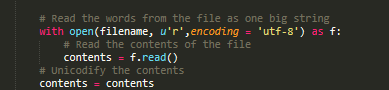 # Read the words from the file as one big string
with open(filename, u'r',encoding = 'utf-8') as f:
# Read the contents of the file
contents = f.read()
# Unicodify the contents
contents = contents